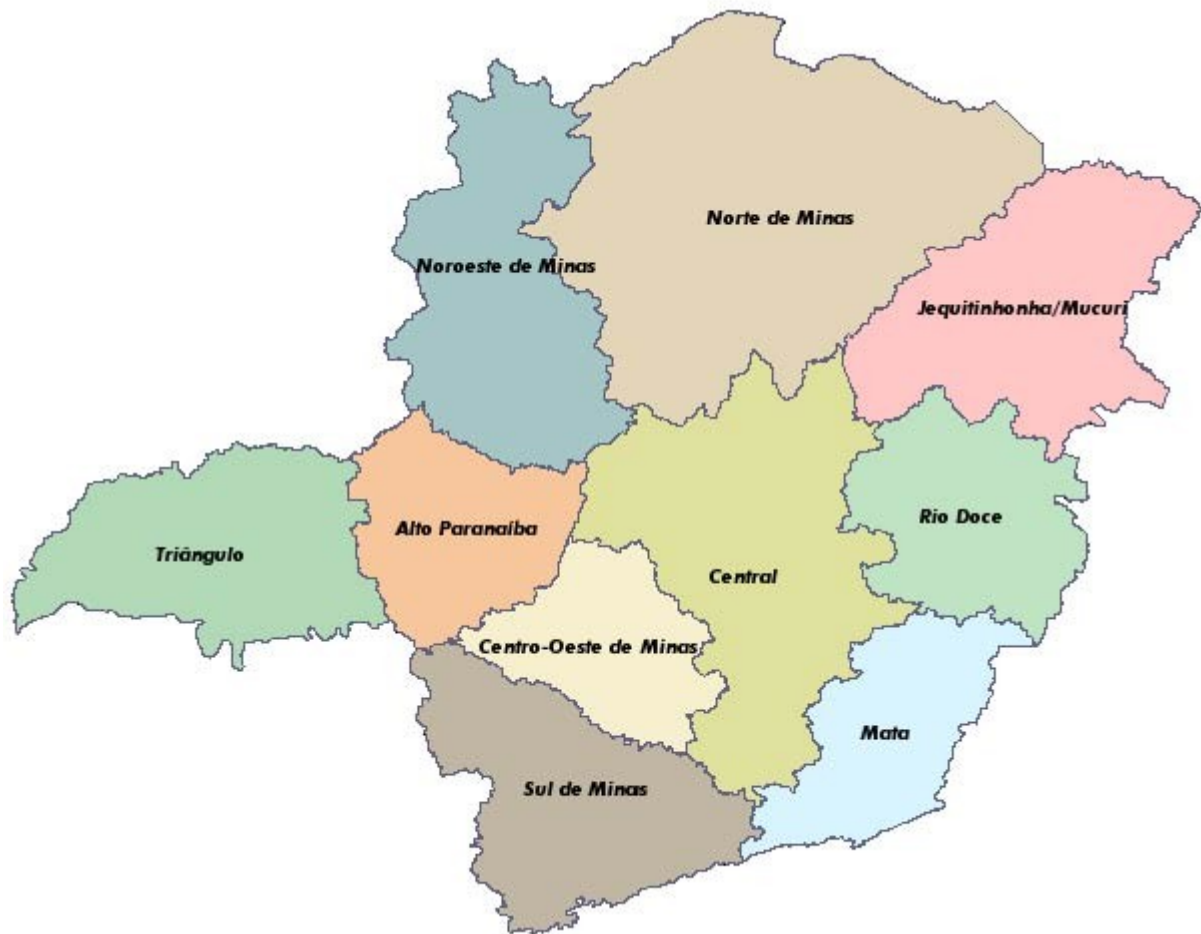 Norte de Minas
Noroeste de Minas
Jequitinhonha/Mucuri
Rio Doce
Alto Paranaíba
Triângulo
Central
Centro-Oeste de Minas
Mata
Sul de Minas